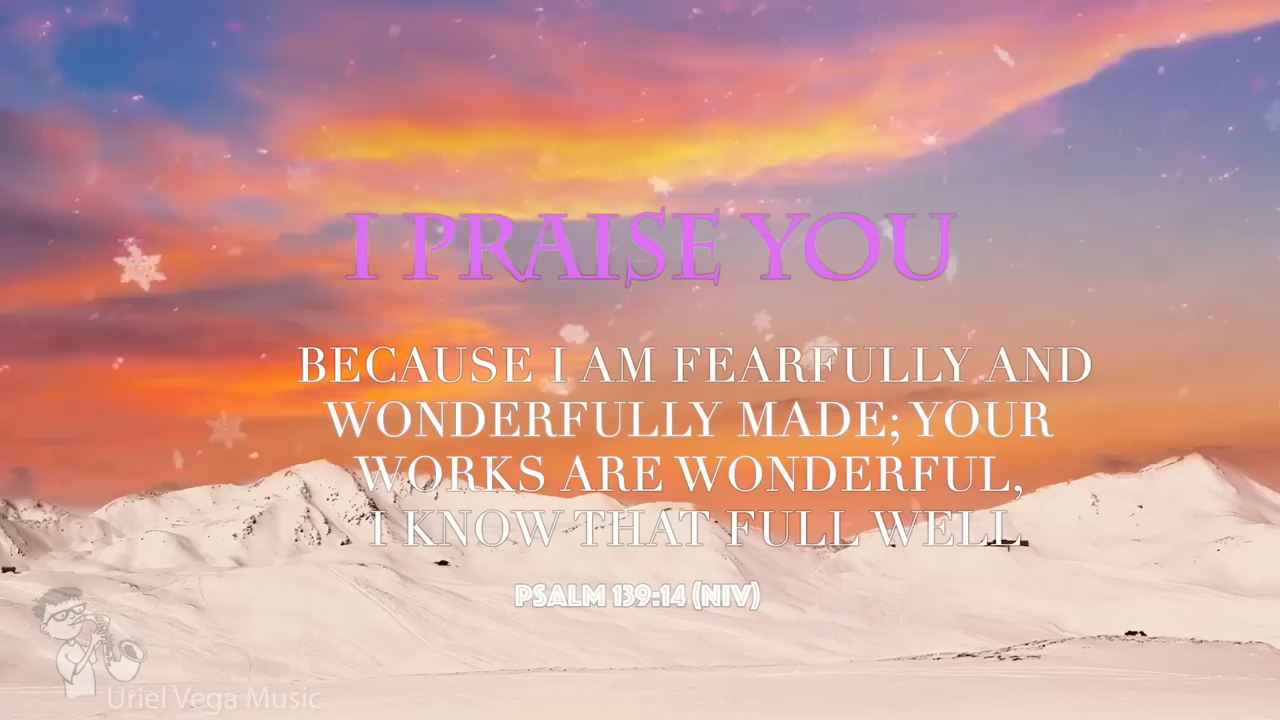 I PRAISE YOU
BECAUSE I AM FEARFULLY AND
WONDERFULLY MADE; YOUR
WORKS ARE WONDERFUL,
I KNOW THAT FULL WELL
PSALM 139:14 (NIV)
Uriel Vega Music